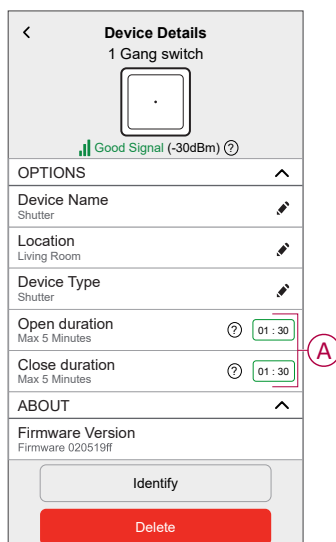 Device Details
1 Gang switch
Good Signal (-30dBm) ?
OPTIONS
Device Name
Shutter
Location
Living Room
Device Type
Shutter
Open duration
Max 5 Minutes
? 01 : 30
Close duration
Max 5 Minutes
? 01 : 30
A
ABOUT
Firmware Version
Firmware 020519ff
Identify
Delete